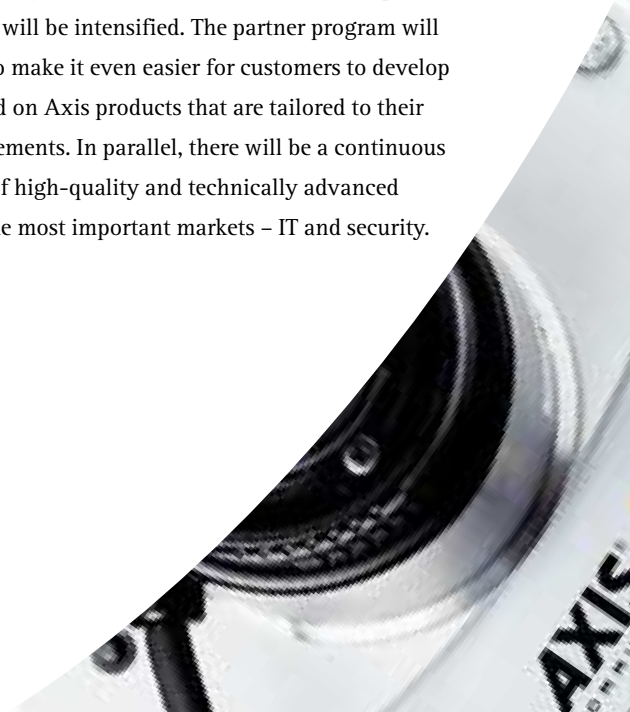 will be intensified. The partner program will
make it even easier for customers to develop
on Axis products that are tailored to their
In parallel, there will be a continuous
high-quality and technically advanced
most important markets – IT and security.
AXIS